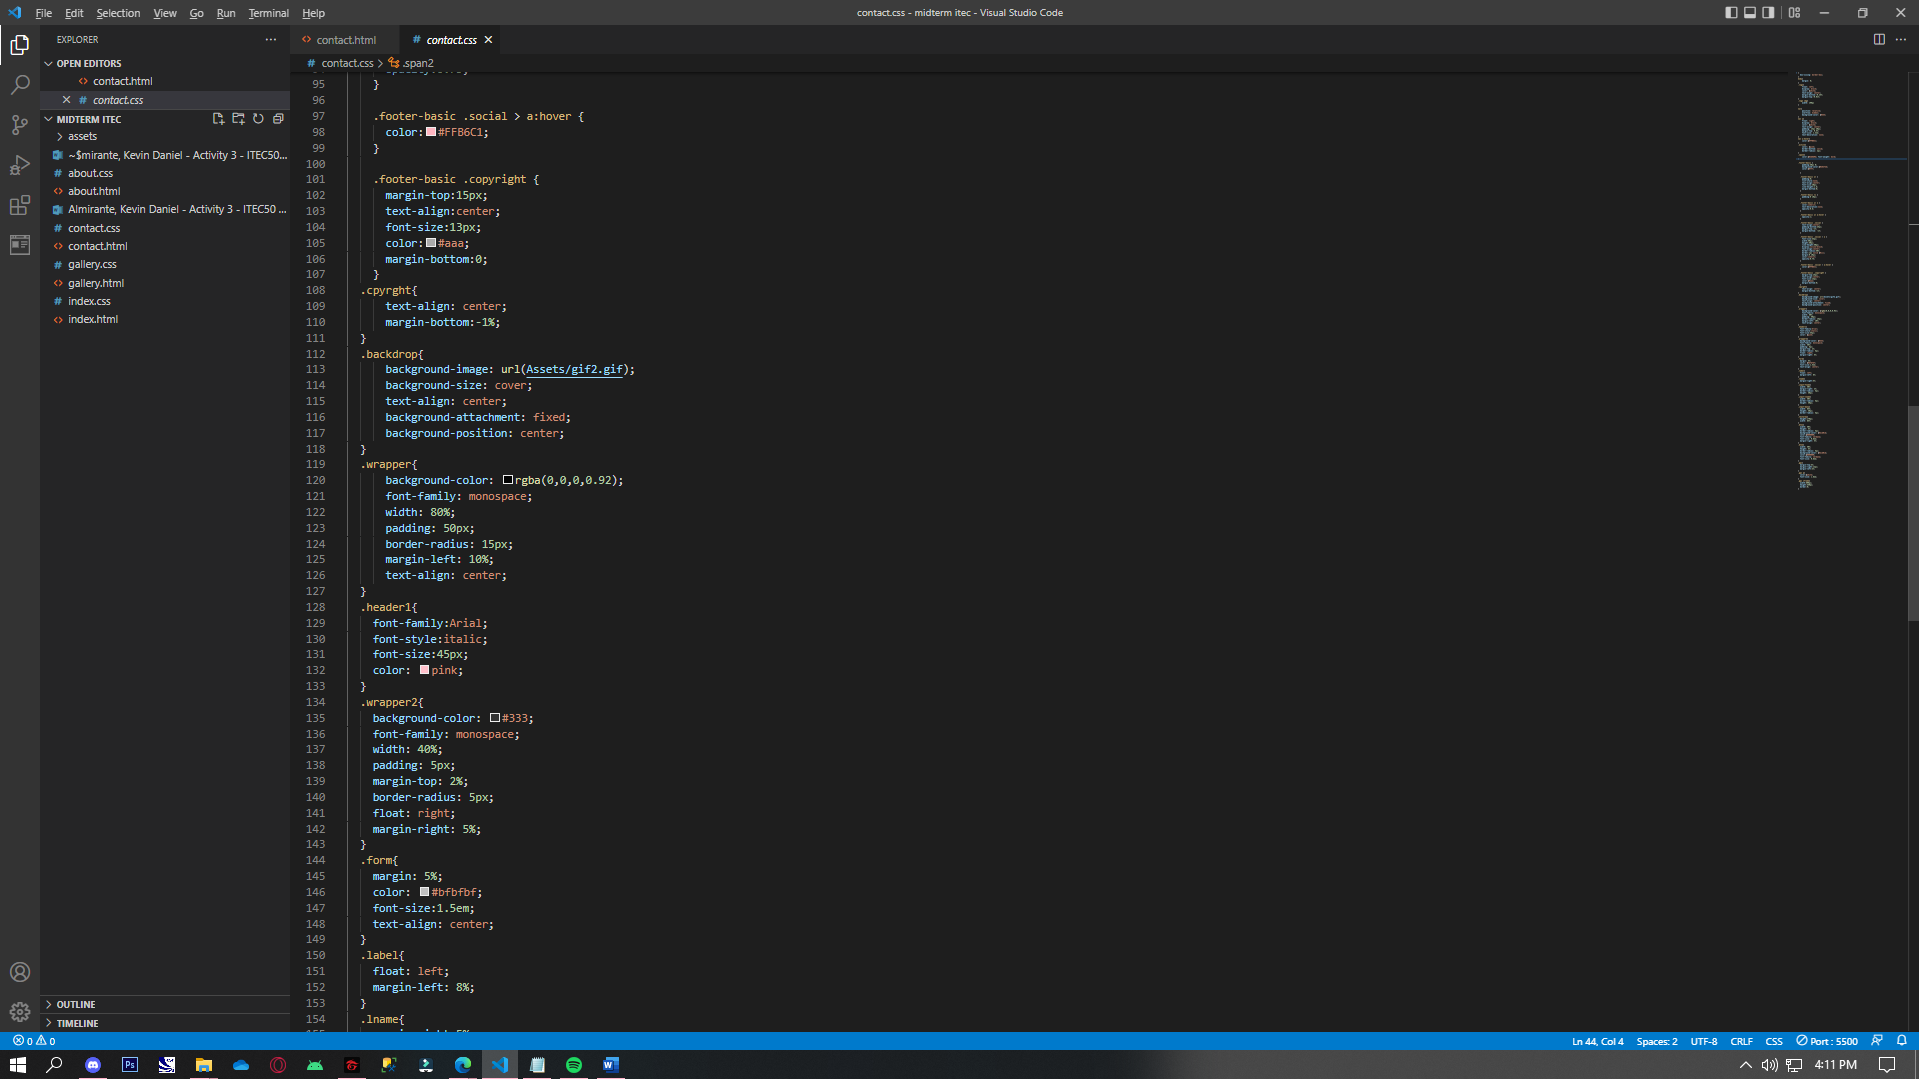 File Edit Selection View Go Run Terminal Help
contact.css - midterm itec - Visual Studio Code
EXPLORER
OPEN EDITORS
contact.html
contact.css
MIDTERM ITEC
assets
~$mirante, Kevin Daniel - Activity 3 - ITEC50...
about.css
about.html
Almirante, Kevin Daniel - Activity 3 - ITEC50 ...
contact.css
contact.html
gallery.css
gallery.html
index.css
index.html
OUTLINE
TIMELINE
contact.html
contact.css
contact.css > .span2
95 }
96
97 .footer-basic .social > a:hover {
98 color:#FFB6C1;
99 }
100
101 .footer-basic .copyright {
102 margin-top:15px;
103 text-align:center;
104 font-size:13px;
105 color:#aaa;
106 margin-bottom:0;
107 }
108 .cpyrght{
109 text-align: center;
110 margin-bottom:-1%;
111 }
112 .backdrop{
113 background-image: url(Assets/gif2.gif);
114 background-size: cover;
115 text-align: center;
116 background-attachment: fixed;
117 background-position: center;
118 }
119 .wrapper{
120 background-color: rgba(0,0,0,0.92);
121 font-family: monospace;
122 width: 80%;
123 padding: 50px;
124 border-radius: 15px;
125 margin-left: 10%;
126 text-align: center;
127 }
128 .header1{
129 font-family:Arial;
130 font-style:italic;
131 font-size:45px;
132 color: pink;
133 }
134 .wrapper2{
135 background-color: #333;
136 font-family: monospace;
137 width: 40%;
138 padding: 5px;
139 margin-top: 2%;
140 border-radius: 5px;
141 float: right;
142 margin-right: 5%;
143 }
144 .form{
145 margin: 5%;
146 color: #bfbfbf;
147 font-size:1.5em;
148 text-align: center;
149 }
150 .label{
151 float: left;
152 margin-left: 8%;
153 }
154 .lname{
0 0
Ln 44, Col 4 Spaces: 2 UTF-8 CRLF CSS Port : 5500
4:11 PM